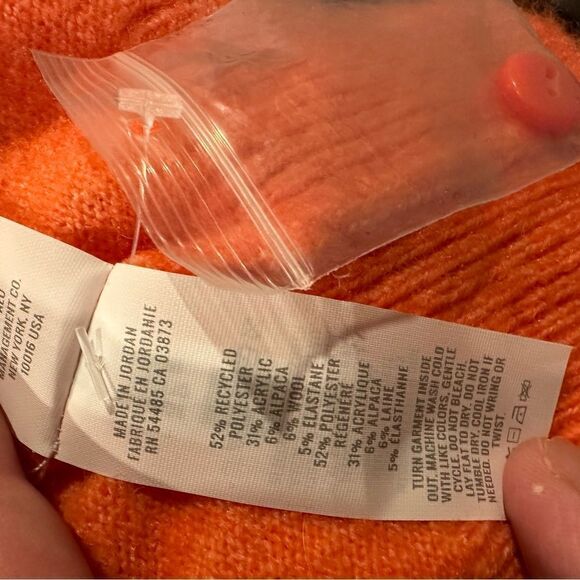 MANAGEMENT CO.
NEW YORK, NY
10016 USA
MADE IN JORDAN
FABRIQUE EN JORDANIE
RN 54485 CA 03873
52% RECYCLED
POLYESTER
31% ACRYLIC
6% ALPACA
6% WOOL
5% ELASTANE
52% POLYESTER
REGENERE
31% ACRYLIQUE
6% ALPAGA
6% LAINE
5% ELASTHANNE
TURN GARMENT INSIDE
OUT, MACHINE WASH COLD
WITH LIKE COLORS, GENTLE
CYCLE. DO NOT BLEACH.
LAY FLAT TO DRY. DO NOT
TUMBLE DRY. COOL IRON IF
NEEDED. DO NOT WRING OR
TWIST.